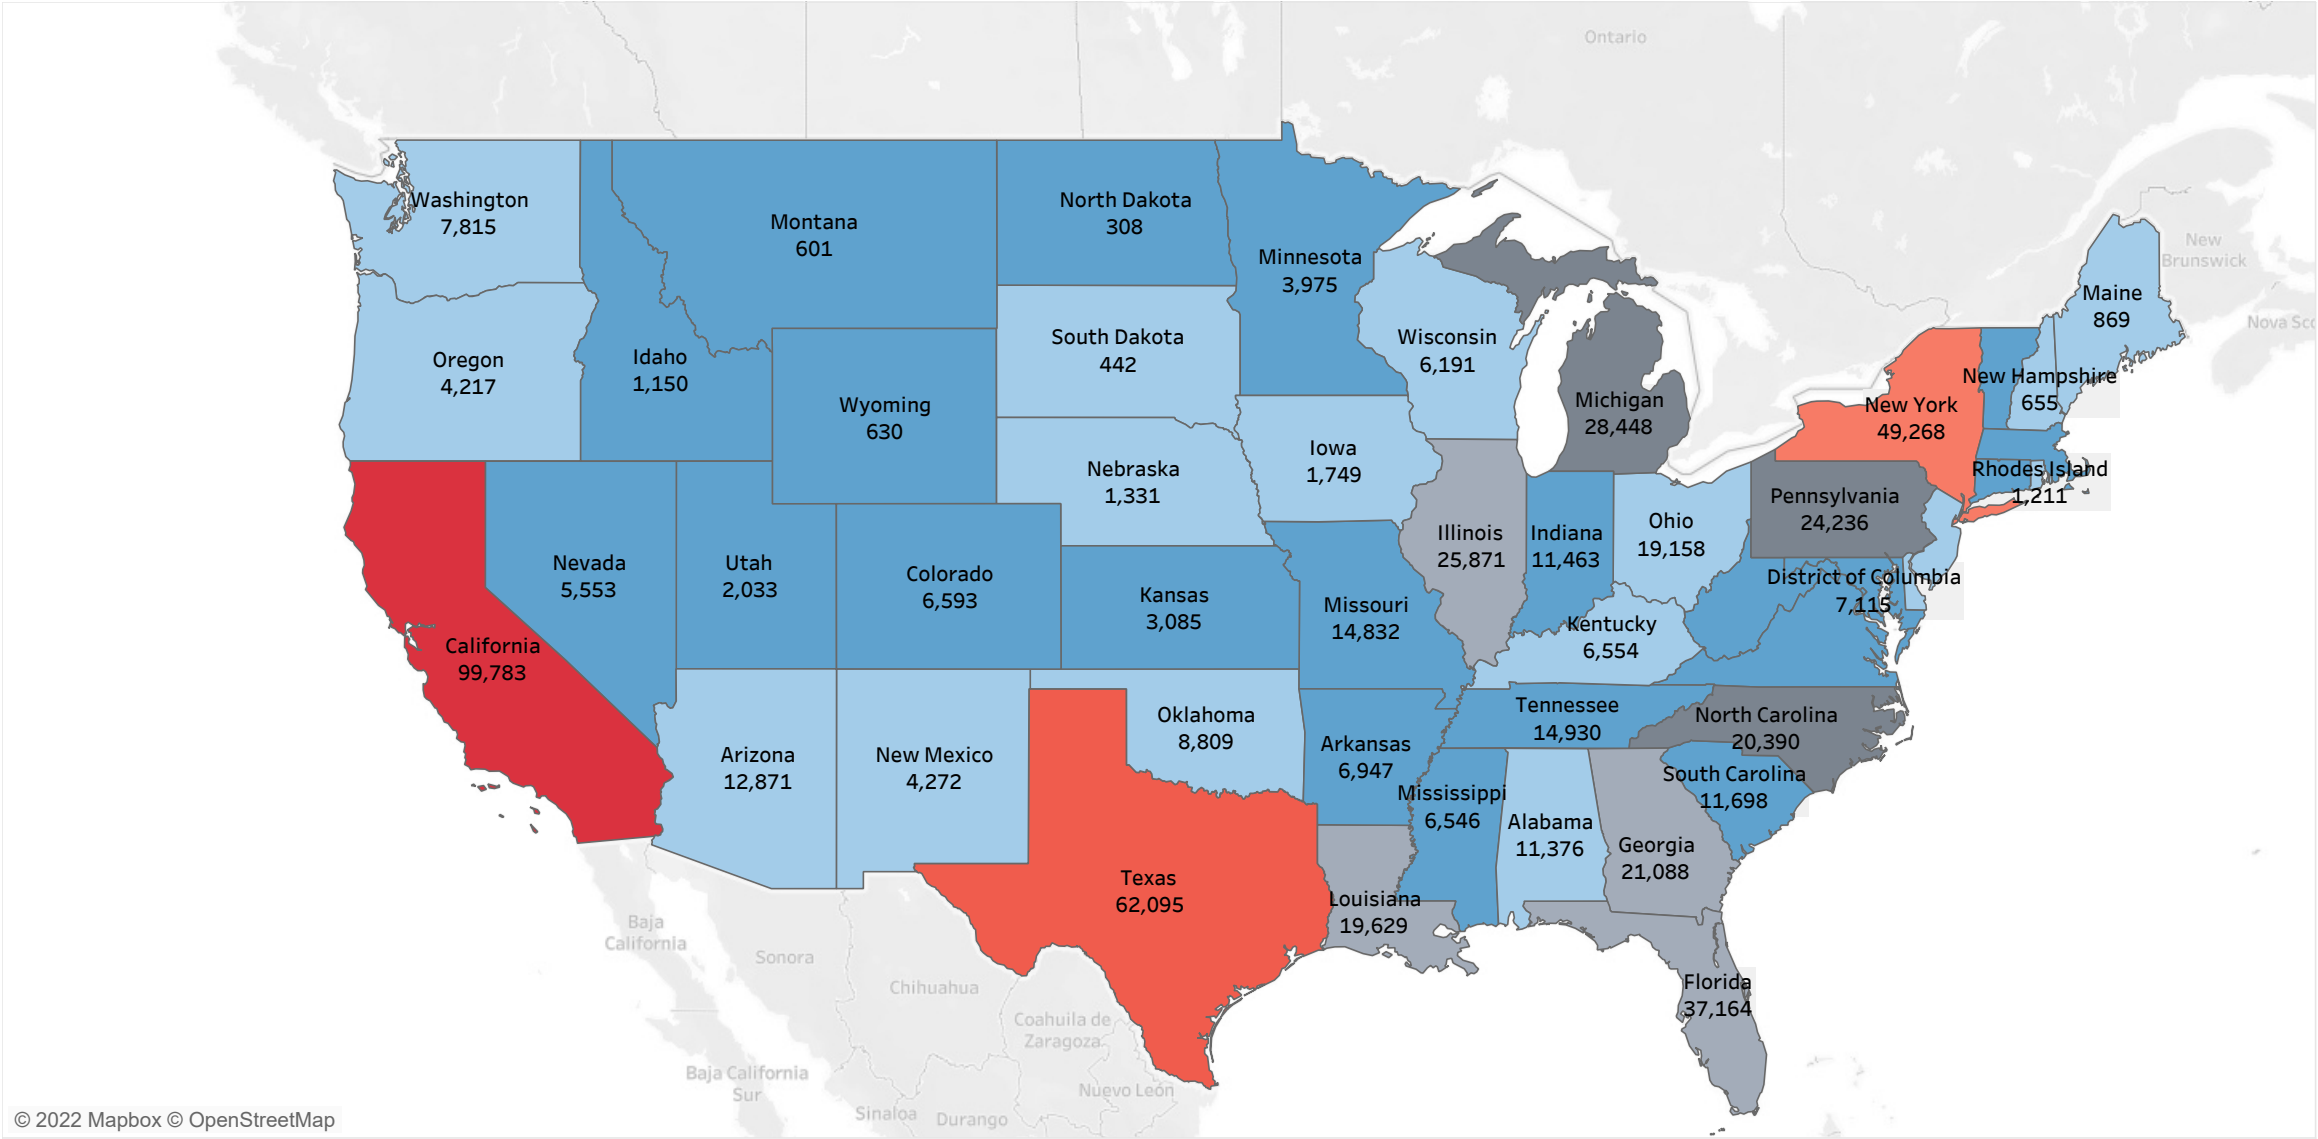 Ontario
New
Brunswick
Nova Sco
Washington
7,815
Montana
601
North Dakota
308
Minnesota
3,975
Maine
869
Oregon
4,217
Idaho
1,150
Wyoming
630
South Dakota
442
Wisconsin
6,191
Michigan
28,448
New Hampshire
655
New York
49,268
Nebraska
1,331
Iowa
1,749
Rhodes Island
1,211
Pennsylvania
24,236
Nevada
5,553
Utah
2,033
Colorado
6,593
Kansas
3,085
Missouri
14,832
Illinois
25,871
Indiana
11,463
Ohio
19,158
District of Columbia
7,115
California
99,783
Kentucky
6,554
Arizona
12,871
New Mexico
4,272
Oklahoma
8,809
Arkansas
6,947
Tennessee
14,930
North Carolina
20,390
South Carolina
11,698
Mississippi
6,546
Alabama
11,376
Georgia
21,088
Texas
62,095
Louisiana
19,629
Florida
37,164
Baja
California
Sonora
Chihuahua
Coahuila de
Zaragoza
Baja California
Sur
Nuevo León
Sinaloa
Durango
© 2022 Mapbox © OpenStreetMap